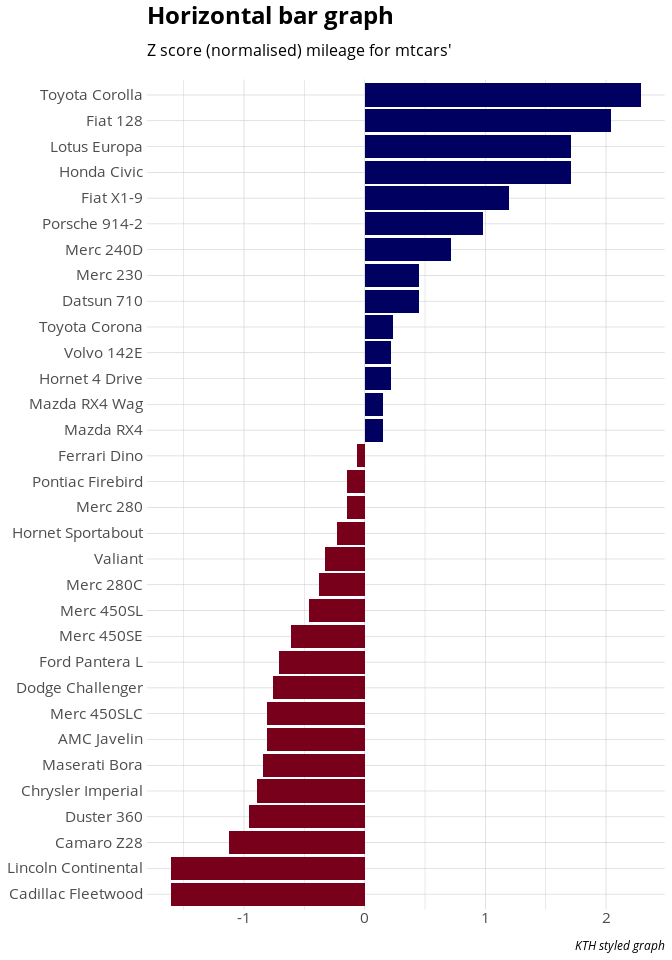 Horizontal bar graph
Z score (normalised) mileage for mtcars'
Toyota Corolla
Fiat 128
Lotus Europa
Honda Civic
Fiat X1-9
Porsche 914-2
Merc 240D
Merc 230
Datsun 710
Toyota Corona
Volvo 142E
Hornet 4 Drive
Mazda RX4 Wag
Mazda RX4
Ferrari Dino
Pontiac Firebird
Merc 280
Hornet Sportabout
Valiant
Merc 280C
Merc 450SL
Merc 450SE
Ford Pantera L
Dodge Challenger
Merc 450SLC
AMC Javelin
Maserati Bora
Chrysler Imperial
Duster 360
Camaro Z28
Lincoln Continental
Cadillac Fleetwood
-1 0 1 2
KTH styled graph